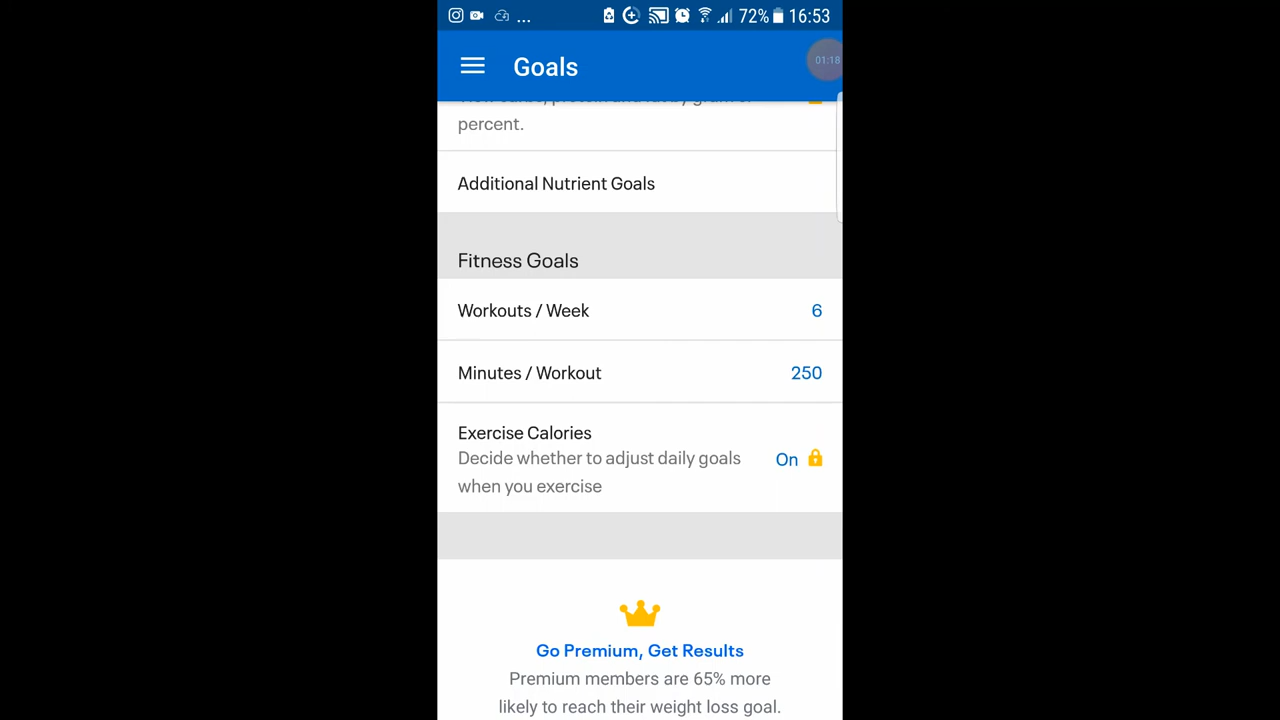 ... 72% 16:53
Goals
01:18
percent.
Additional Nutrient Goals
Fitness Goals
Workouts / Week 6
Minutes / Workout 250
Exercise Calories
Decide whether to adjust daily goals
when you exercise
On
Go Premium, Get Results
Premium members are 65% more
likely to reach their weight loss goal.